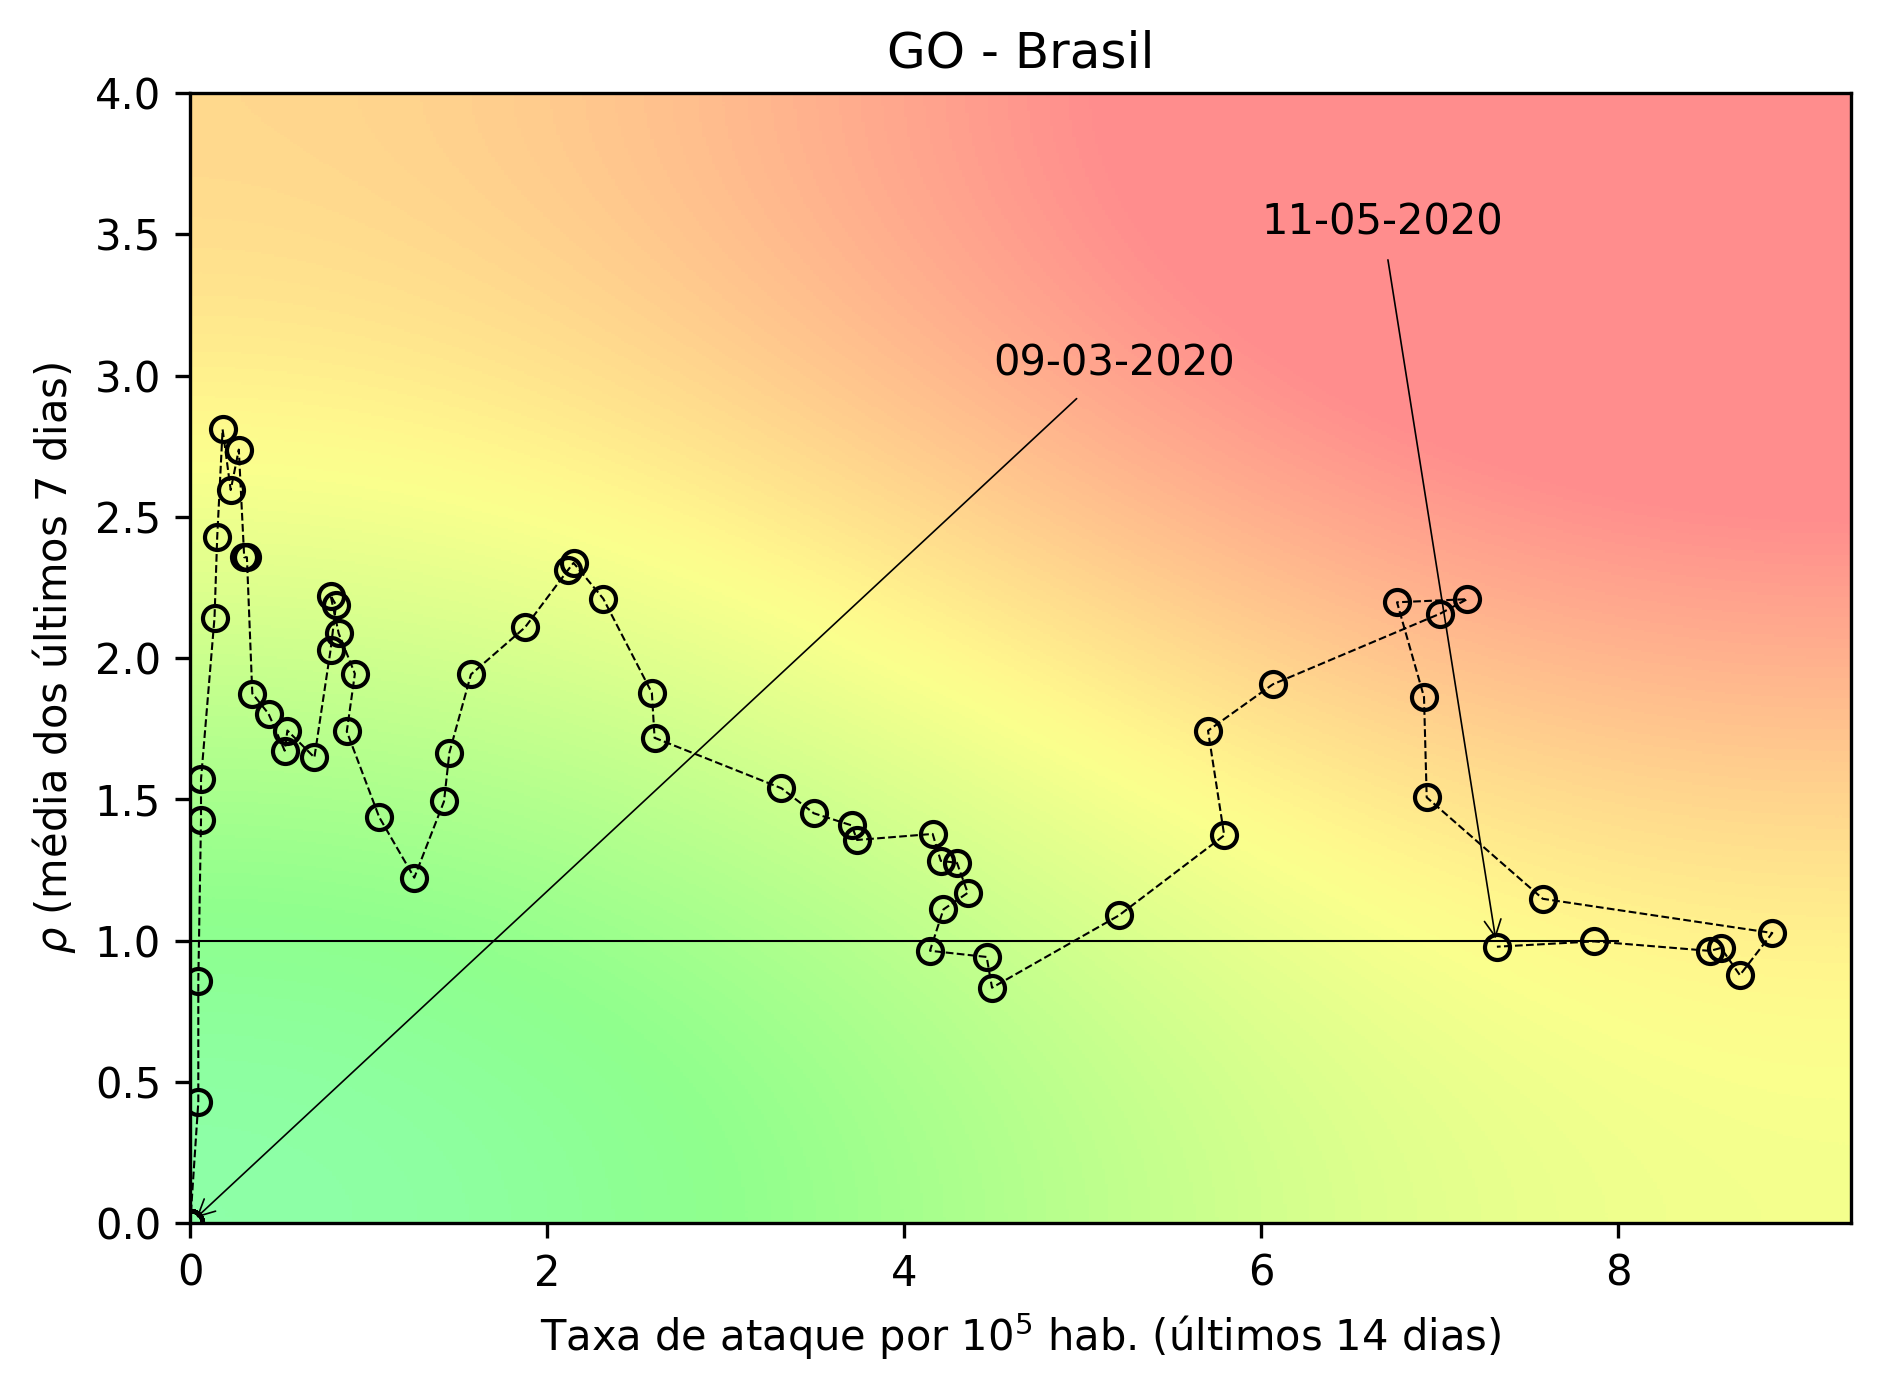 GO - Brasil
4.0
3.5
3.0
2.5
2.0
1.5
1.0
0.5
0.0
ρ (média dos últimos 7 dias)
11-05-2020
09-03-2020
0 2 4 6 8
Taxa de ataque por 10⁵ hab. (últimos 14 dias)